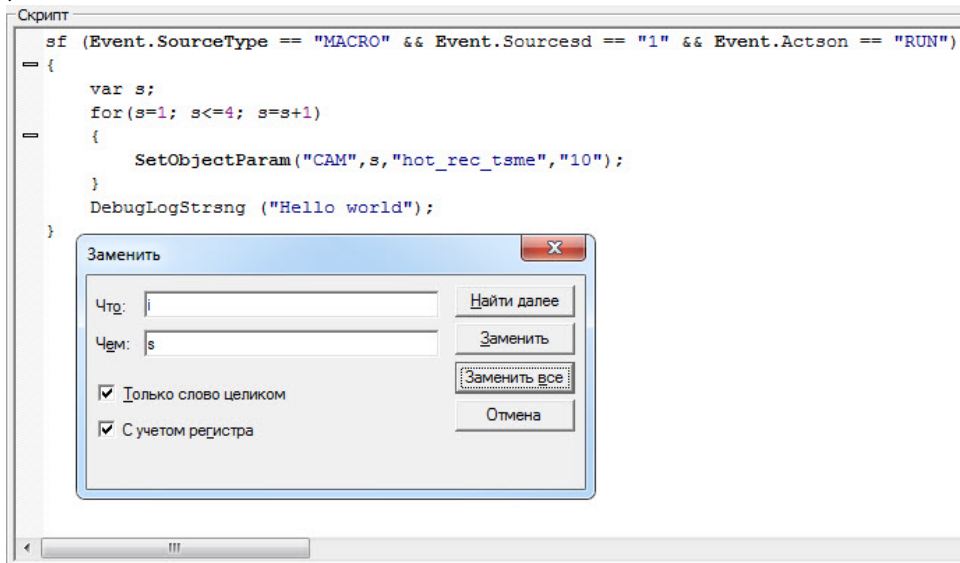 Скрипт
sf (Event.SourceType == "MACRO" && Event.Sourcesd == "1" && Event.Actson == "RUN")
{
var s;
for(s=1; s<=4; s=s+1)
{
SetObjectParam("CAM",s,"hot_rec_tsme","10");
}
DebugLogStrsng ("Hello world");
}
Заменить
Что: i
Найти далее
Чем: s
Заменить
Заменить все
Только слово целиком
Отмена
С учетом регистра